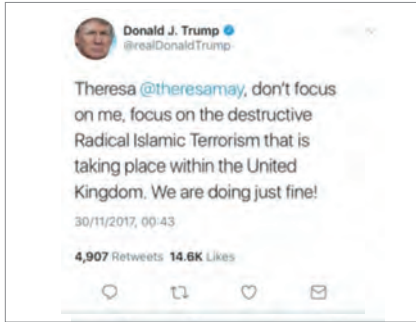 Donald J. Trump
@realDonaldTrump
Theresa @theresamay, don't focus
on me, focus on the destructive
Radical Islamic Terrorism that is
taking place within the United
Kingdom. We are doing just fine!
30/11/2017, 00:43
4,907 Retweets 14.6K Likes